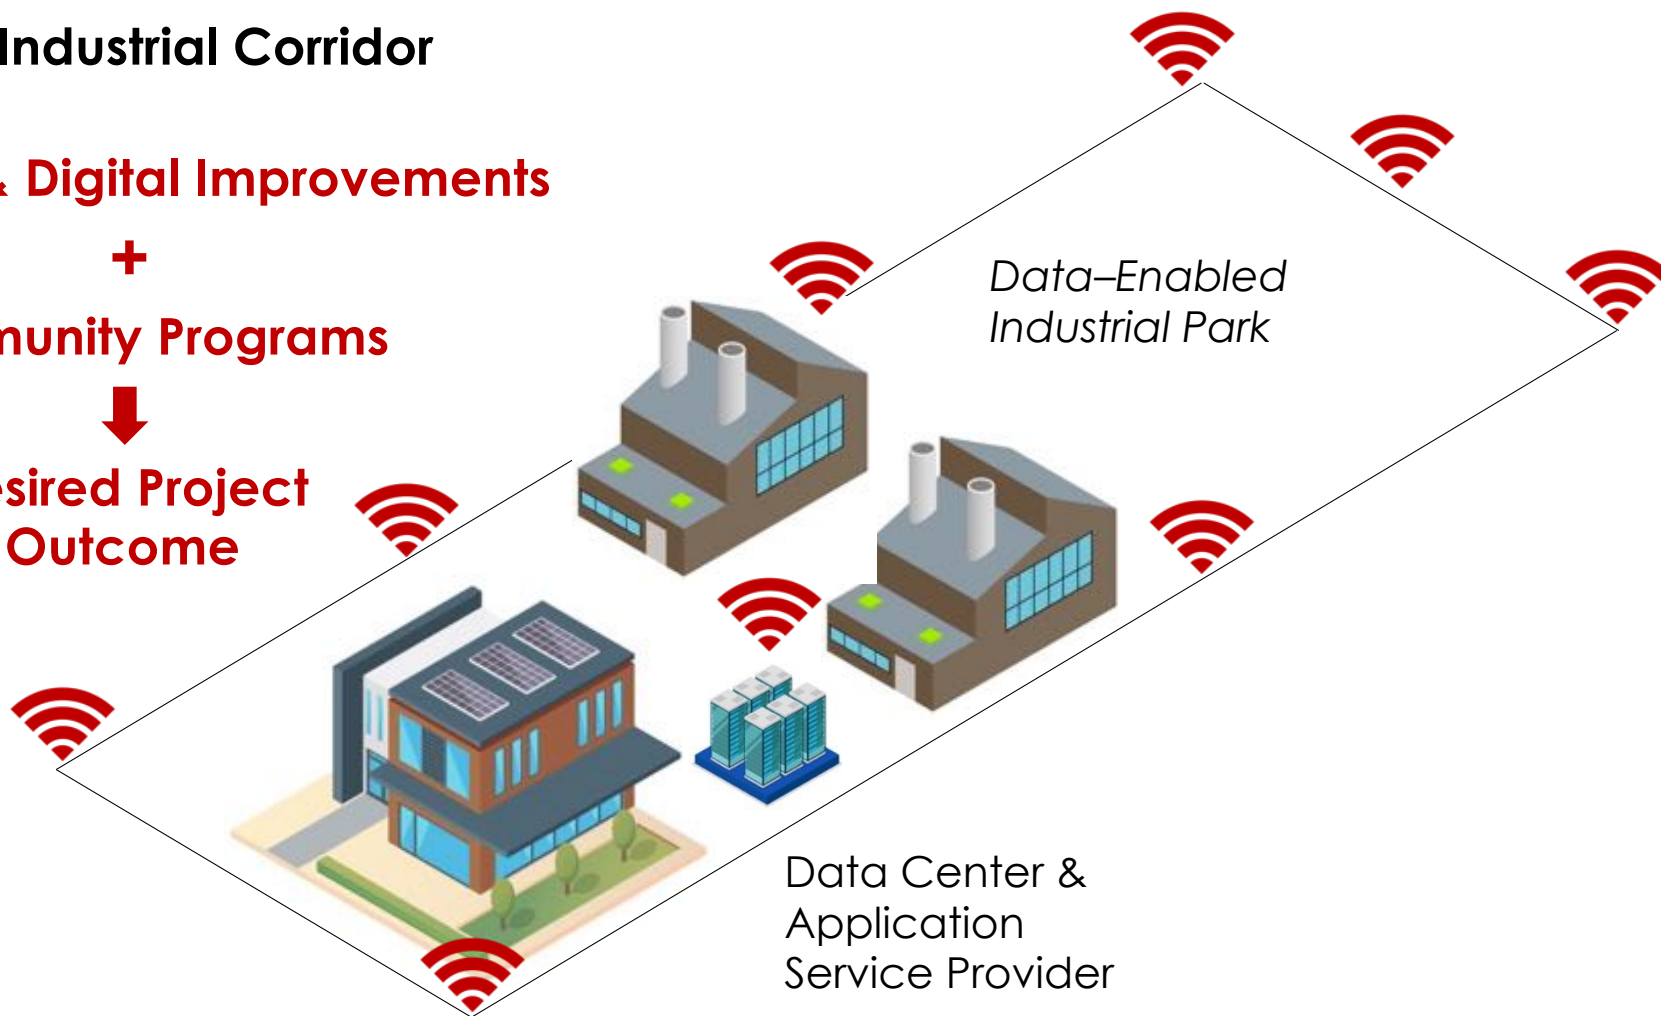 Industrial Corridor
& Digital Improvements
+
munity Programs
sired Project
Outcome
Data–Enabled
Industrial Park
Data Center &
Application
Service Provider